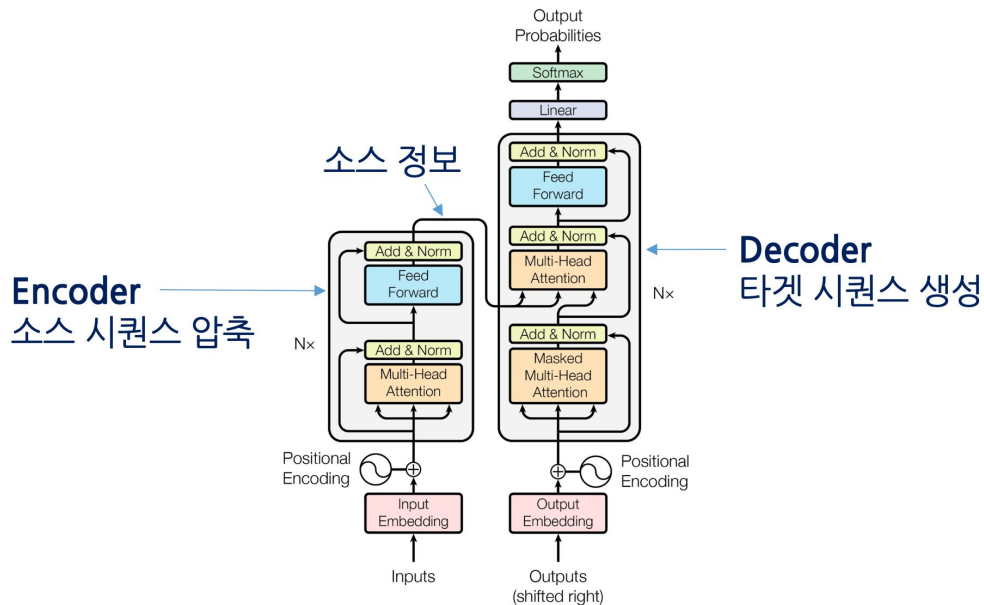 Output
Probabilities
Softmax
Linear
Add & Norm
Feed
Forward
Add & Norm
Multi-Head
Attention
N×
Add & Norm
Masked
Multi-Head
Attention
Positional
Encoding
Output
Embedding
Outputs
(shifted right)
소스 정보
Add & Norm
Feed
Forward
N×
Add & Norm
Multi-Head
Attention
Positional
Encoding
Input
Embedding
Inputs
Encoder
소스 시퀀스 압축
Decoder
타겟 시퀀스 생성